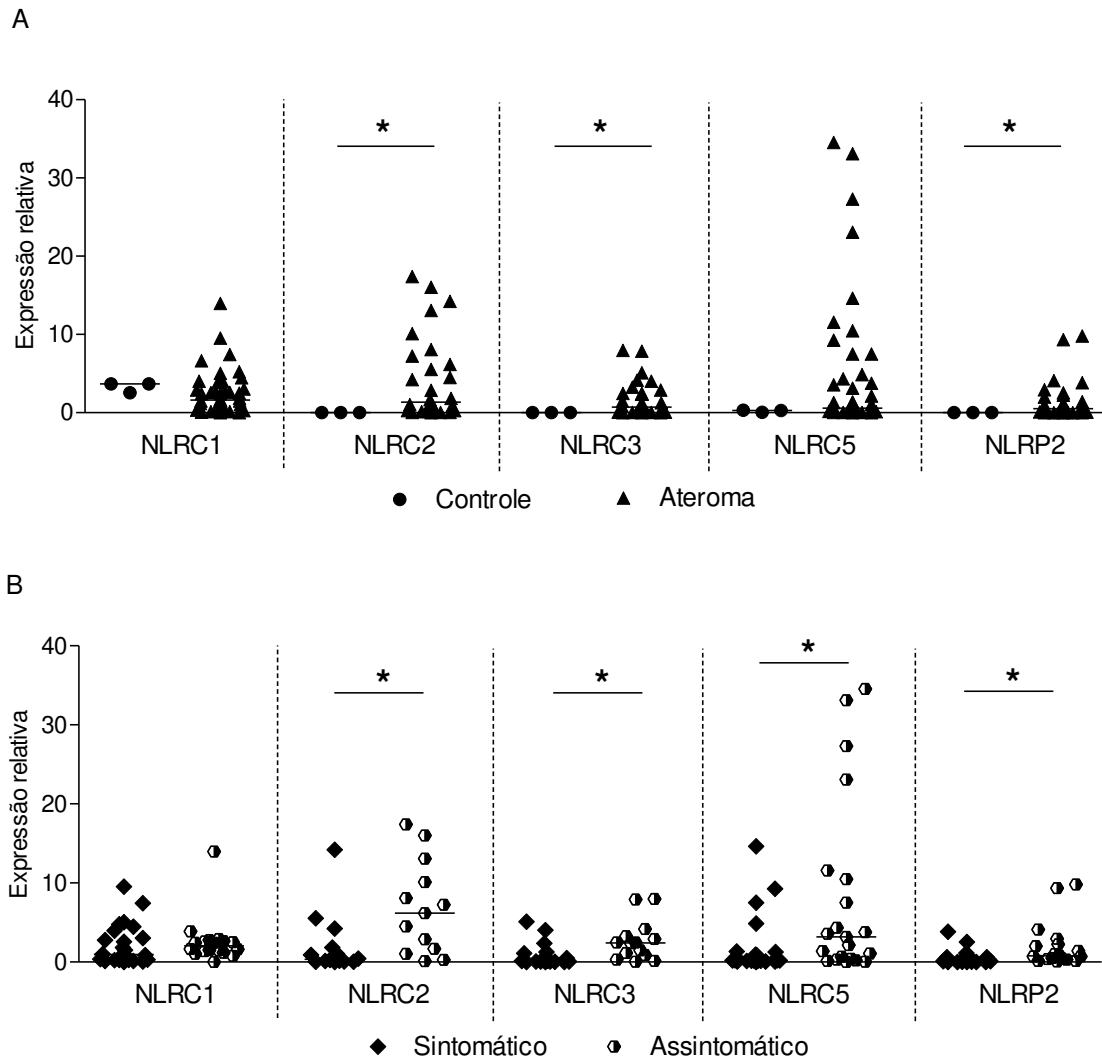 A
Expressão relativa
40
30
20
10
0
* * *
NLRC1 NLRC2 NLRC3 NLRC5 NLRP2
Controle Ateroma
B
Expressão relativa
40
30
20
10
0
* * * *
NLRC1 NLRC2 NLRC3 NLRC5 NLRP2
Sintomático Assintomático